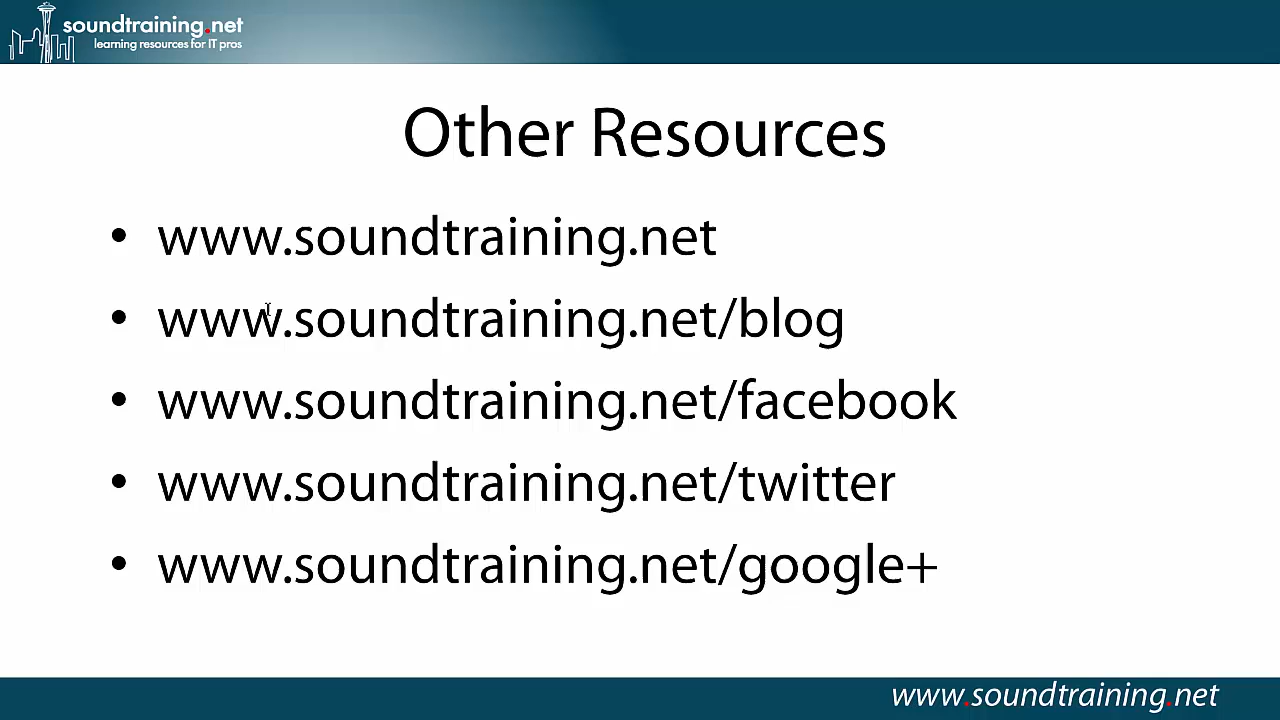 soundtraining.net
learning resources for IT pros
Other Resources
• www.soundtraining.net
• www.soundtraining.net/blog
• www.soundtraining.net/facebook
• www.soundtraining.net/twitter
• www.soundtraining.net/google+
www.soundtraining.net